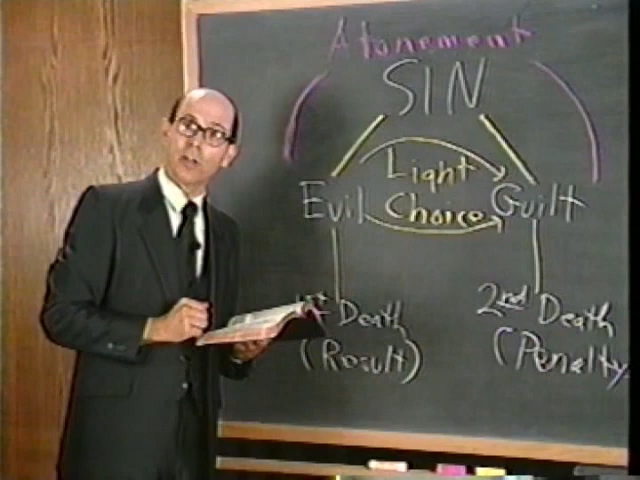 Atonement
SIN
Light
Evil Choice Guilt
1st Death 2nd Death
(Result) (Penalty